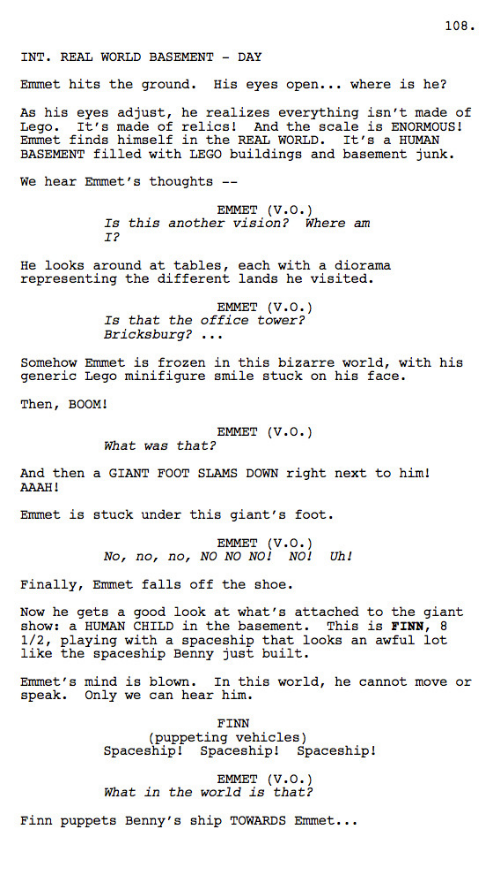 108.
INT. REAL WORLD BASEMENT - DAY
Emmet hits the ground. His eyes open... where is he?
As his eyes adjust, he realizes everything isn't made of
Lego. It's made of relics! And the scale is ENORMOUS!
Emmet finds himself in the REAL WORLD. It's a HUMAN
BASEMENT filled with LEGO buildings and basement junk.
We hear Emmet's thoughts --
EMMET (V.O.)
Is this another vision? Where am
I?
He looks around at tables, each with a diorama
representing the different lands he visited.
EMMET (V.O.)
Is that the office tower?
Bricksburg? ...
Somehow Emmet is frozen in this bizarre world, with his
generic Lego minifigure smile stuck on his face.
Then, BOOM!
EMMET (V.O.)
What was that?
And then a GIANT FOOT SLAMS DOWN right next to him!
AAAH!
Emmet is stuck under this giant's foot.
EMMET (V.O.)
No, no, no, NO NO NO! NO! Uh!
Finally, Emmet falls off the shoe.
Now he gets a good look at what's attached to the giant
show: a HUMAN CHILD in the basement. This is FINN, 8
1/2, playing with a spaceship that looks an awful lot
like the spaceship Benny just built.
Emmet's mind is blown. In this world, he cannot move or
speak. Only we can hear him.
FINN
(puppeting vehicles)
Spaceship! Spaceship! Spaceship!
EMMET (V.O.)
What in the world is that?
Finn puppets Benny's ship TOWARDS Emmet...